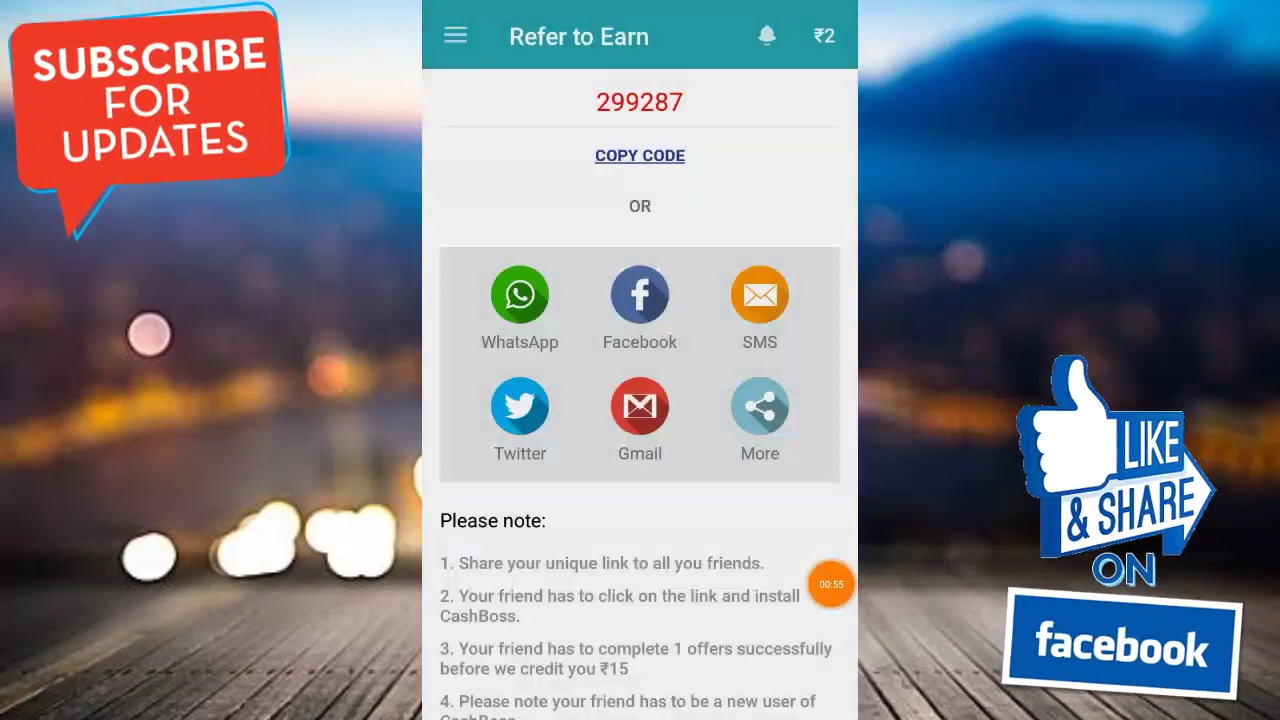 SUBSCRIBE
FOR
UPDATES
Refer to Earn
₹2
299287
COPY CODE
OR
WhatsApp
Facebook
SMS
Twitter
Gmail
More
Please note:
1. Share your unique link to all you friends.
2. Your friend has to click on the link and install
CashBoss.
3. Your friend has to complete 1 offers successfully
before we credit you ₹15
4. Please note your friend has to be a new user of
CashBoss
00:55
LIKE
& SHARE
ON
facebook